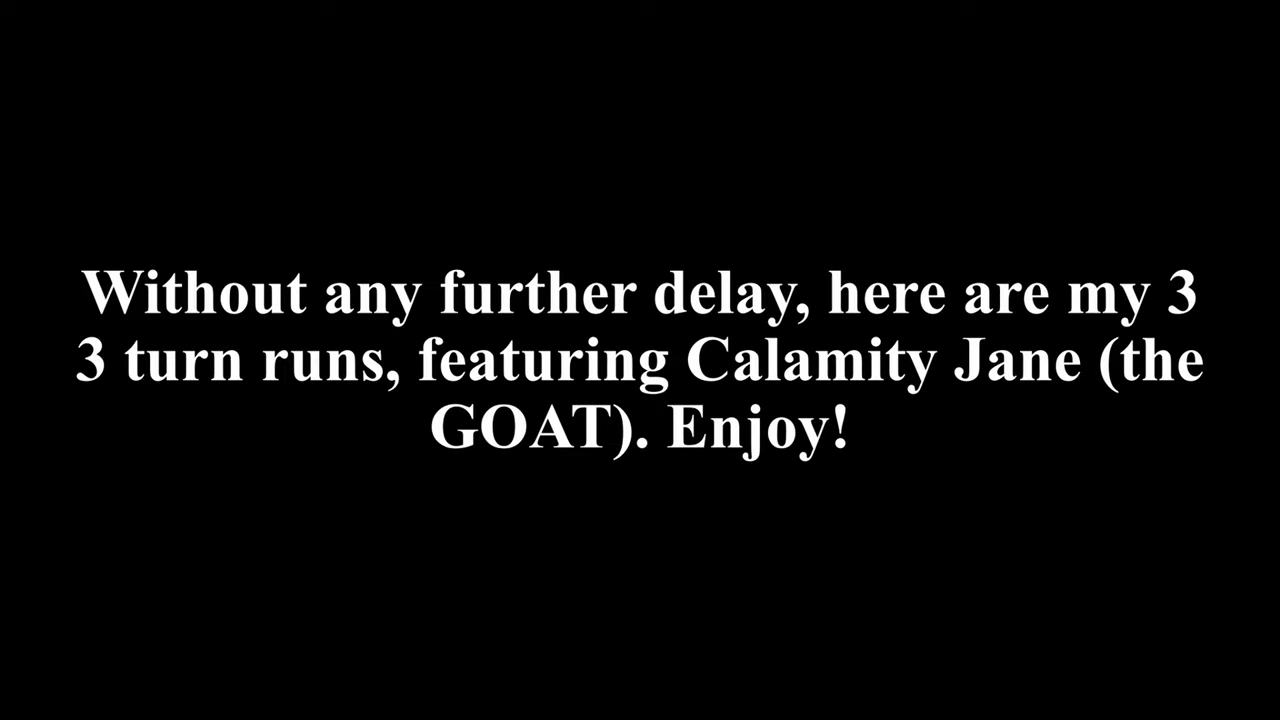 Without any further delay, here are my 3
3 turn runs, featuring Calamity Jane (the
GOAT). Enjoy!